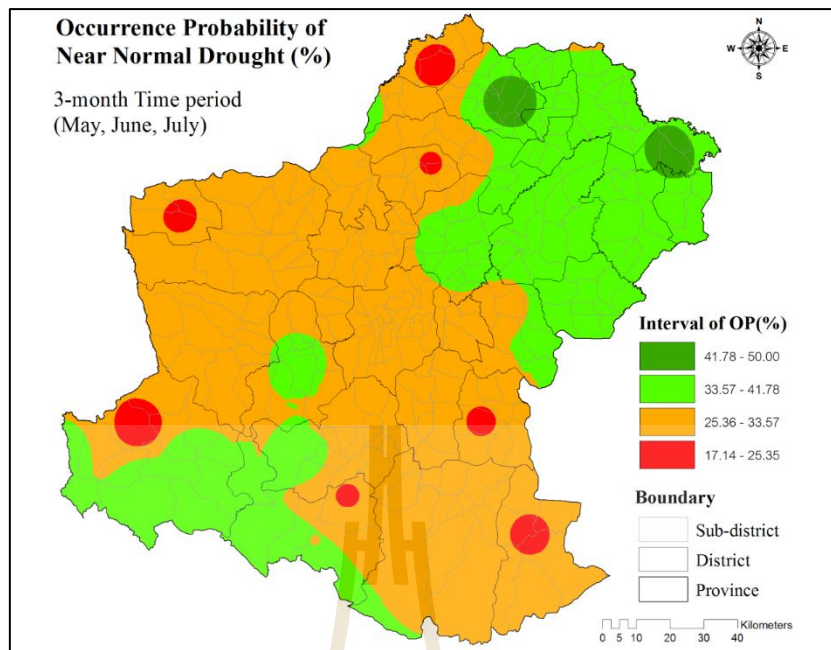 Occurrence Probability of
Near Normal Drought (%)
3-month Time period
(May, June, July)
N
W E
S
Interval of OP(%)
41.78 - 50.00
33.57 - 41.78
25.36 - 33.57
17.14 - 25.35
Boundary
Sub-district
District
Province
Kilometers
0 5 10 20 30 40